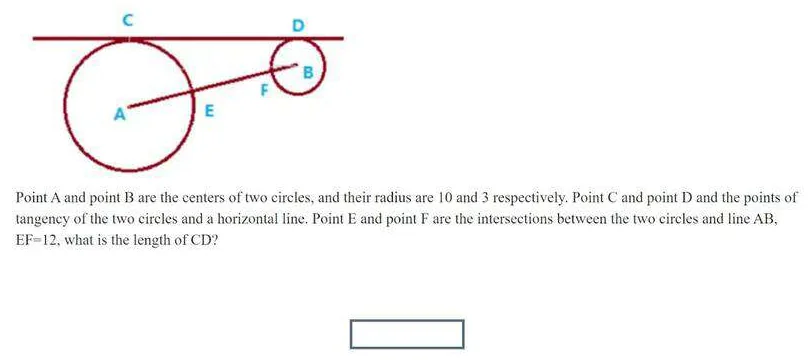 C
D
B
F
A
E
Point A and point B are the centers of two circles, and their radius are 10 and 3 respectively. Point C and point D and the points of
tangency of the two circles and a horizontal line. Point E and point F are the intersections between the two circles and line AB,
EF=12, what is the length of CD?